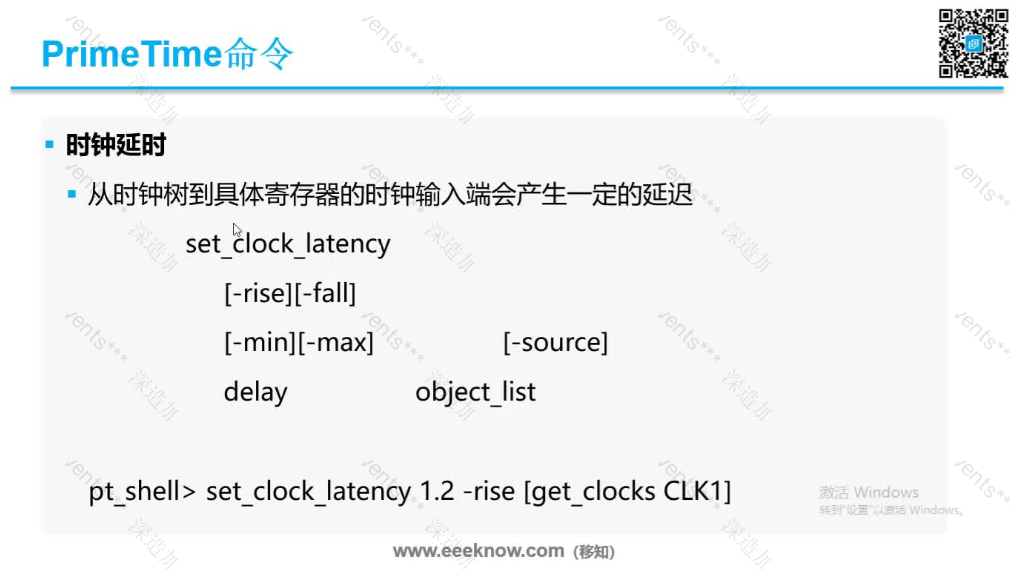 PrimeTime命令
时钟延时
从时钟树到具体寄存器的时钟输入端会产生一定的延迟
set_clock_latency
[-rise][-fall]
[-min][-max] [-source]
delay object_list
pt_shell> set_clock_latency 1.2 -rise [get_clocks CLK1]
激活 Windows
转到"设置"以激活 Windows。
www.eeeknow.com（移知）